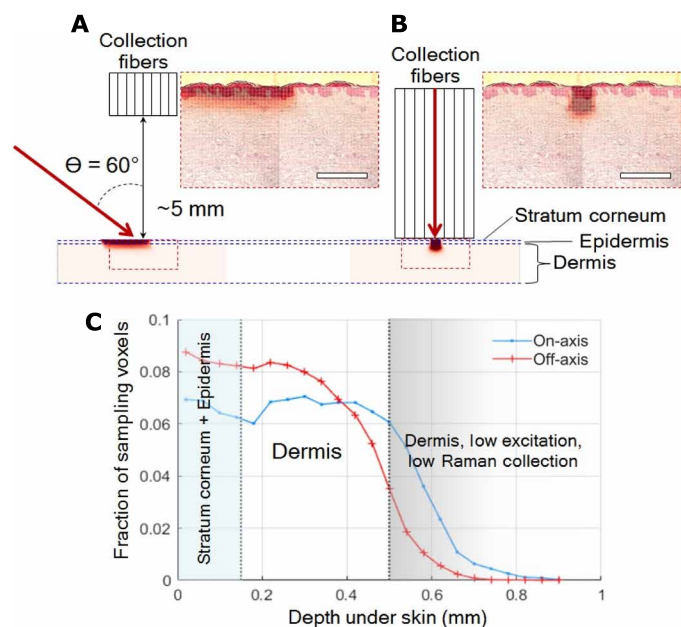 A
Collection
fibers
Ѳ = 60°
~5 mm
B
Collection
fibers
Stratum corneum
Epidermis
Dermis
C
0.1
0.08
0.06
0.04
0.02
0
Fraction of sampling voxels
Stratum corneum + Epidermis
Dermis
On-axis
Off-axis
Dermis, low excitation,
low Raman collection
0
0.2
0.4
0.6
0.8
1
Depth under skin (mm)